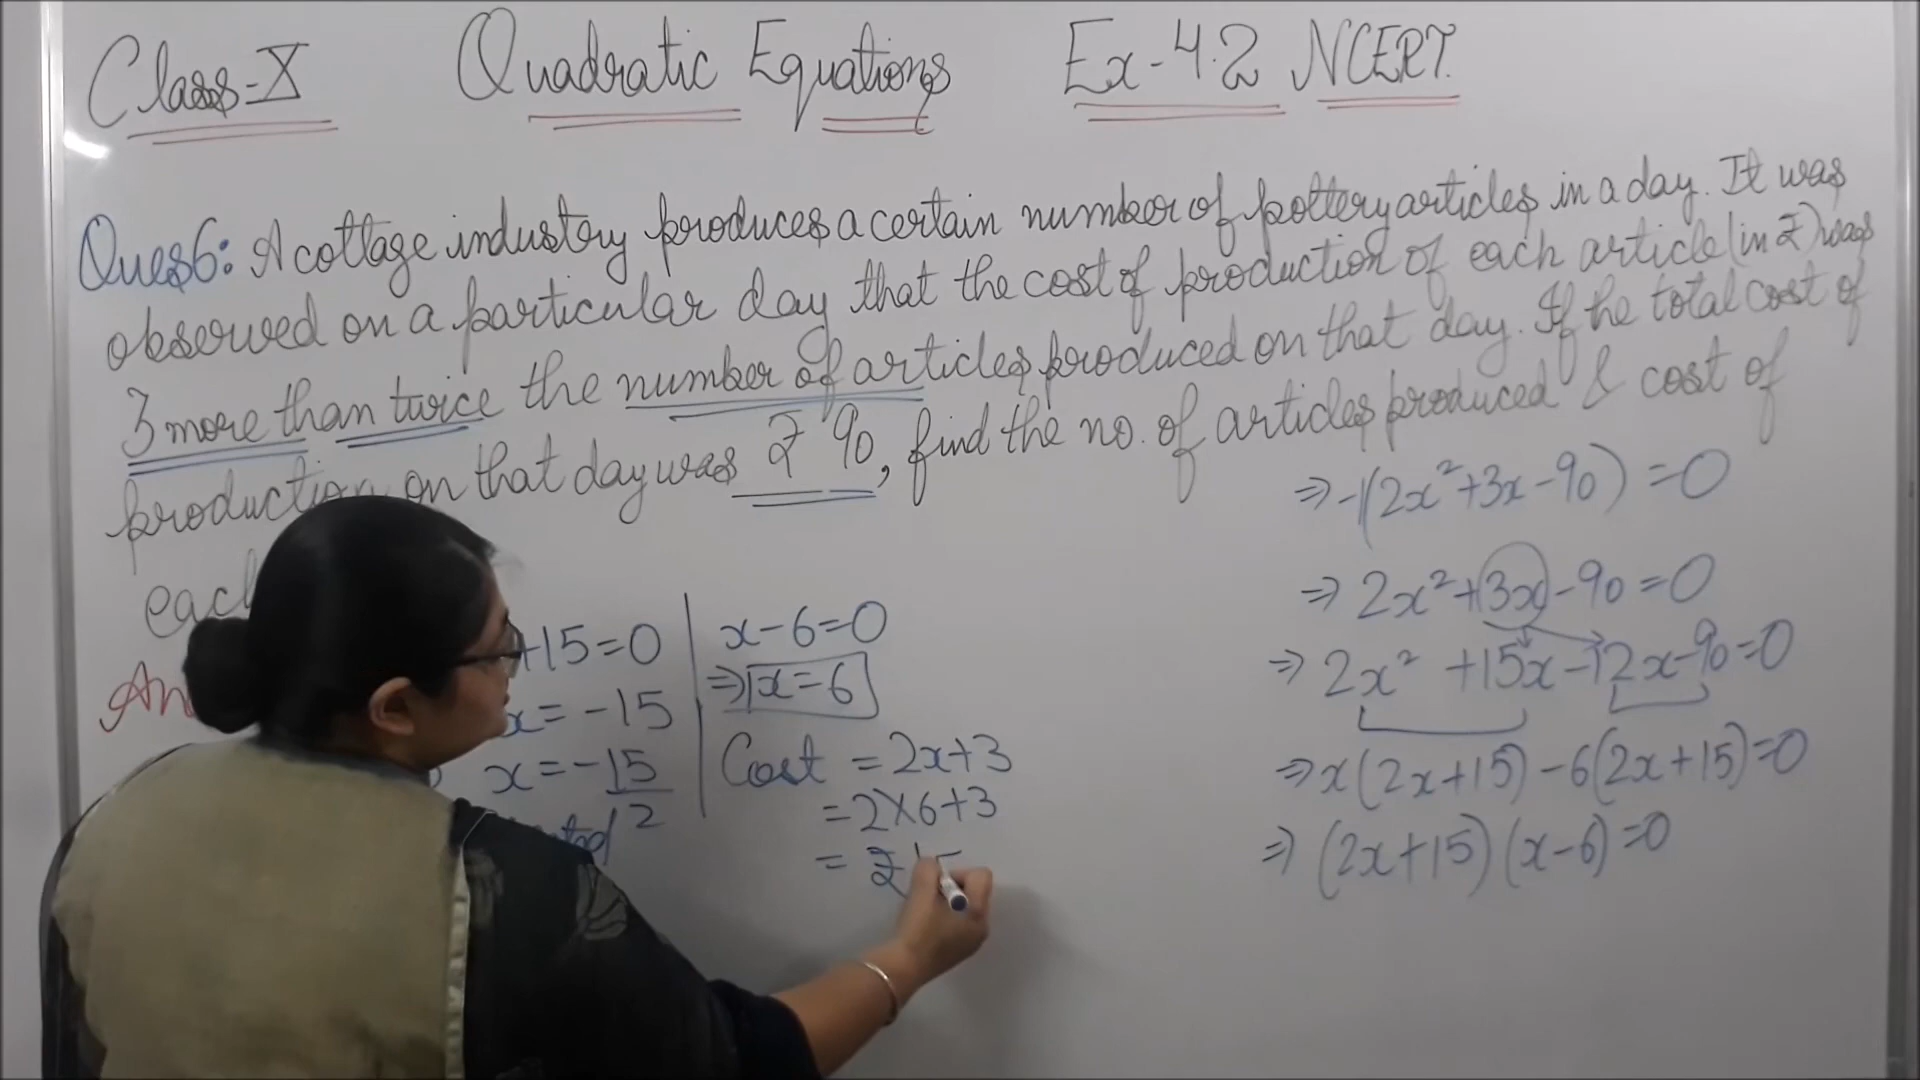 Class-X Quadratic Equations Ex-4.2 NCERT
Ques6: A cottage industry produces a certain number of pottery articles in a day. It was
observed on a particular day that the cost of production of each article (in ₹) was
3 more than twice the number of articles produced on that day. If the total cost of
production on that day was ₹ 90, find the no. of articles produced & cost of
each
+15=0
x=-15
x=-15/2
x-6=0
⇒ x=6
Cost = 2x+3
= 2×6+3
= ₹15
⇒ -1(2x²+3x-90)=0
⇒ 2x²+3x-90=0
⇒ 2x² +15x-12x-90=0
⇒ x(2x+15)-6(2x+15)=0
⇒ (2x+15)(x-6)=0